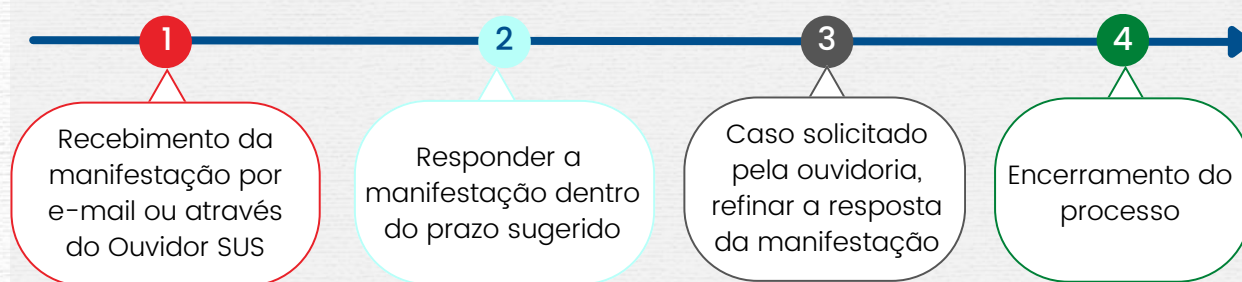 1
Recebimento da
manifestação por
e-mail ou através
do Ouvidor SUS
2
Responder a
manifestação dentro
do prazo sugerido
3
Caso solicitado
pela ouvidoria,
refinar a resposta
da manifestação
4
Encerramento do
processo